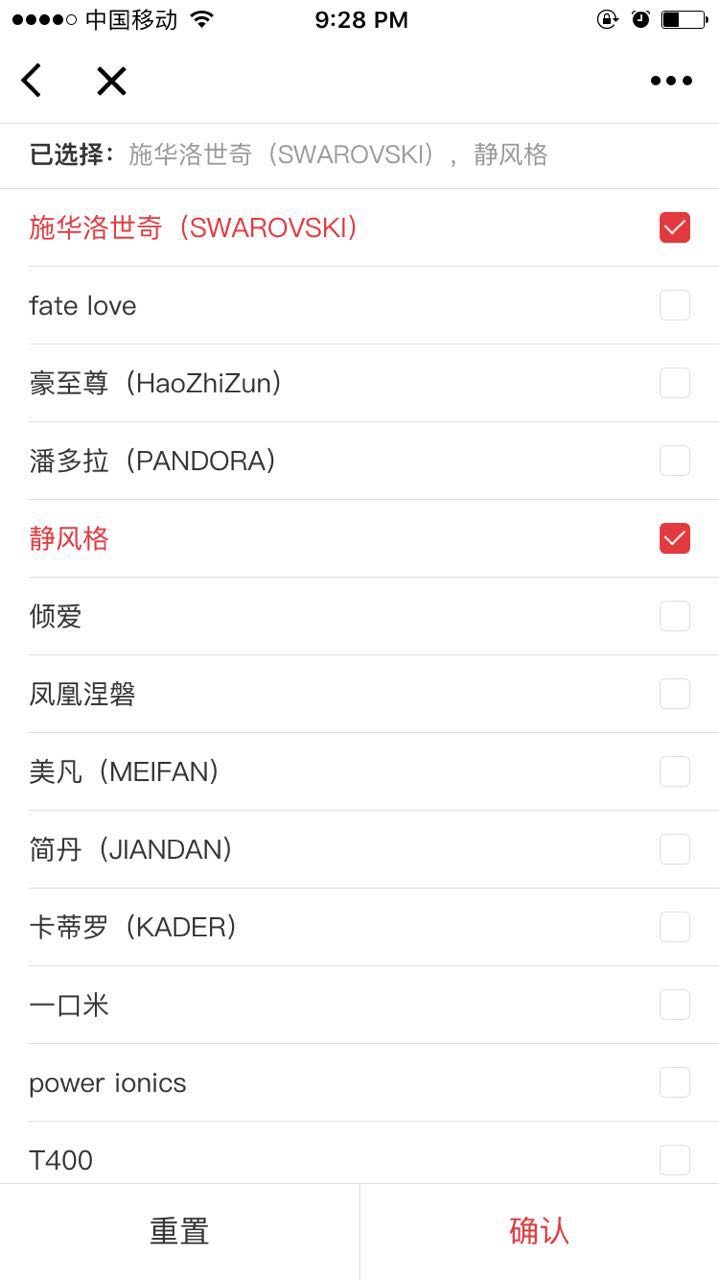 中国移动 9:28 PM
已选择：施华洛世奇（SWAROVSKI），静风格
施华洛世奇（SWAROVSKI）
fate love
豪至尊（HaoZhiZun）
潘多拉（PANDORA）
静风格
倾爱
凤凰涅磐
美凡（MEIFAN）
简丹（JIANDAN）
卡蒂罗（KADER）
一口米
power ionics
T400
重置 确认